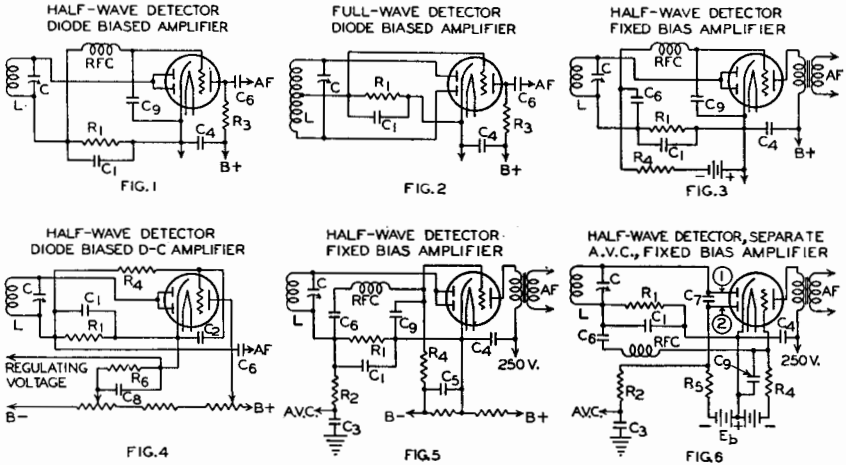 HALF-WAVE DETECTOR
DIODE BIASED AMPLIFIER
RFC
L
C
C9
C6
AF
R3
R1
C4
C1
B+
FIG.1
FULL-WAVE DETECTOR
DIODE BIASED AMPLIFIER
C
R1
C6
AF
L
C1
R3
C4
B+
FIG.2
HALF-WAVE DETECTOR
FIXED BIAS AMPLIFIER
RFC
C
AF
L
C6
C9
R1
C4
C1
B+
R4
- +
FIG.3
HALF-WAVE DETECTOR
DIODE BIASED D-C AMPLIFIER
R4
C
C1
L
R1
C2
AF
C6
REGULATING
VOLTAGE
R6
C8
B-
B+
FIG.4
HALF-WAVE DETECTOR
FIXED BIAS AMPLIFIER
C
RFC
AF
L
C6
C9
R1
C4
C1
R4
250 V.
R2
C5
A.V.C.
B-
B+
C3
FIG.5
HALF-WAVE DETECTOR, SEPARATE
A.V.C., FIXED BIAS AMPLIFIER
1
C
R1
C7
AF
L
C1
2
C4
C6
RFC
250 V.
C9
R2
R5
R4
A.V.C.
- + -
Eb
C3
FIG.6